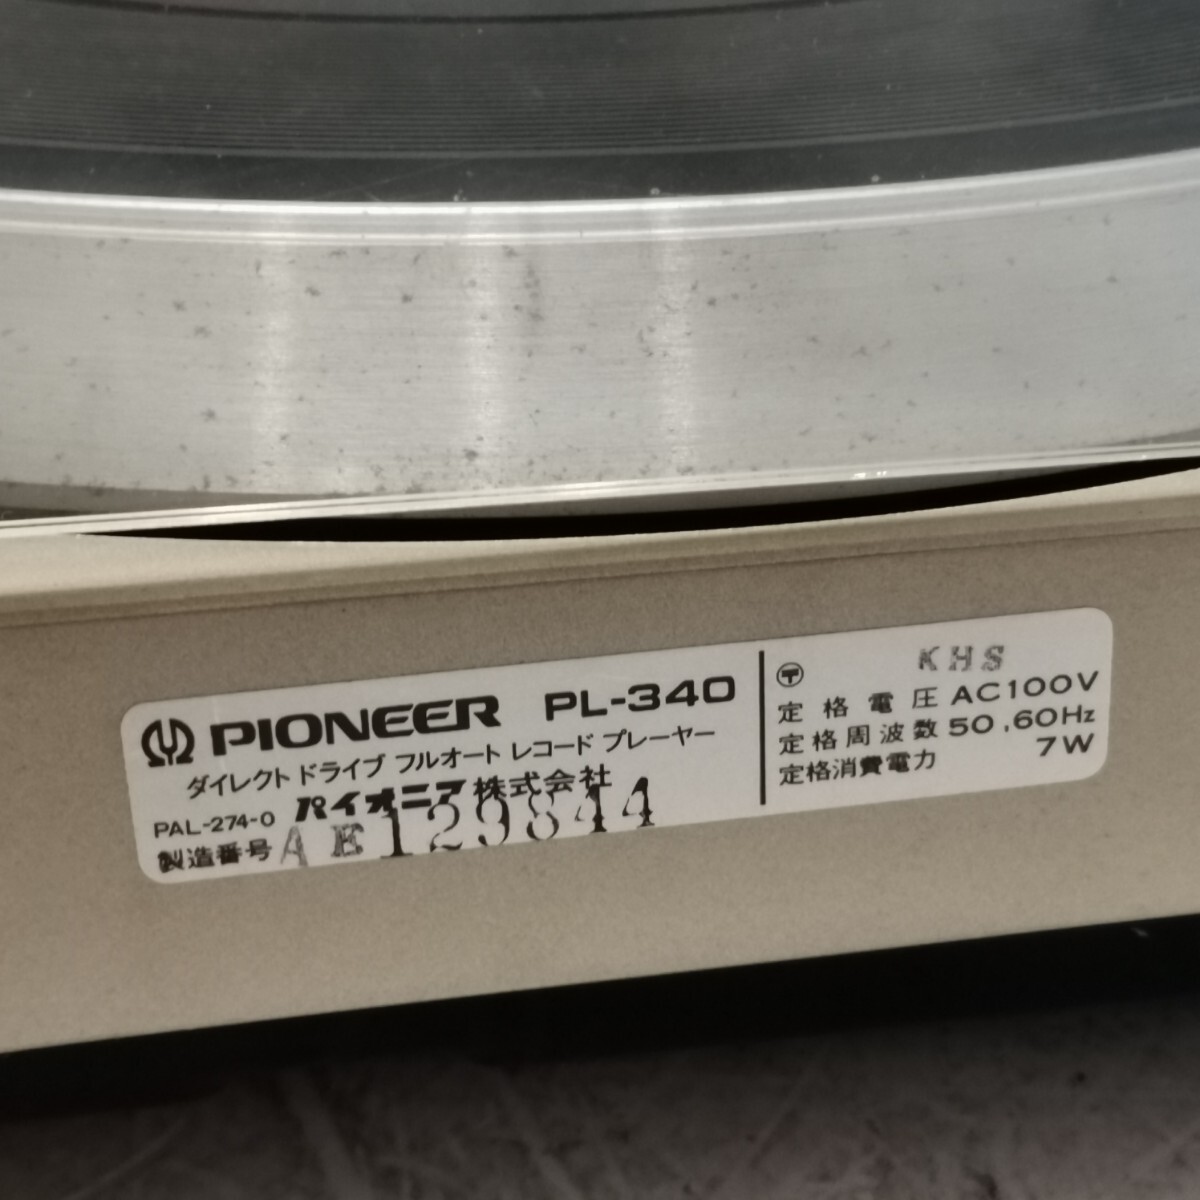 PIONEER PL-340
ダイレクト ドライブ フルオート レコード プレーヤー
PAL-274-0 パイオニア株式会社
製造番号 AE129844
〒 KHS
定格電圧 AC100V
定格周波数 50,60Hz
定格消費電力 7W